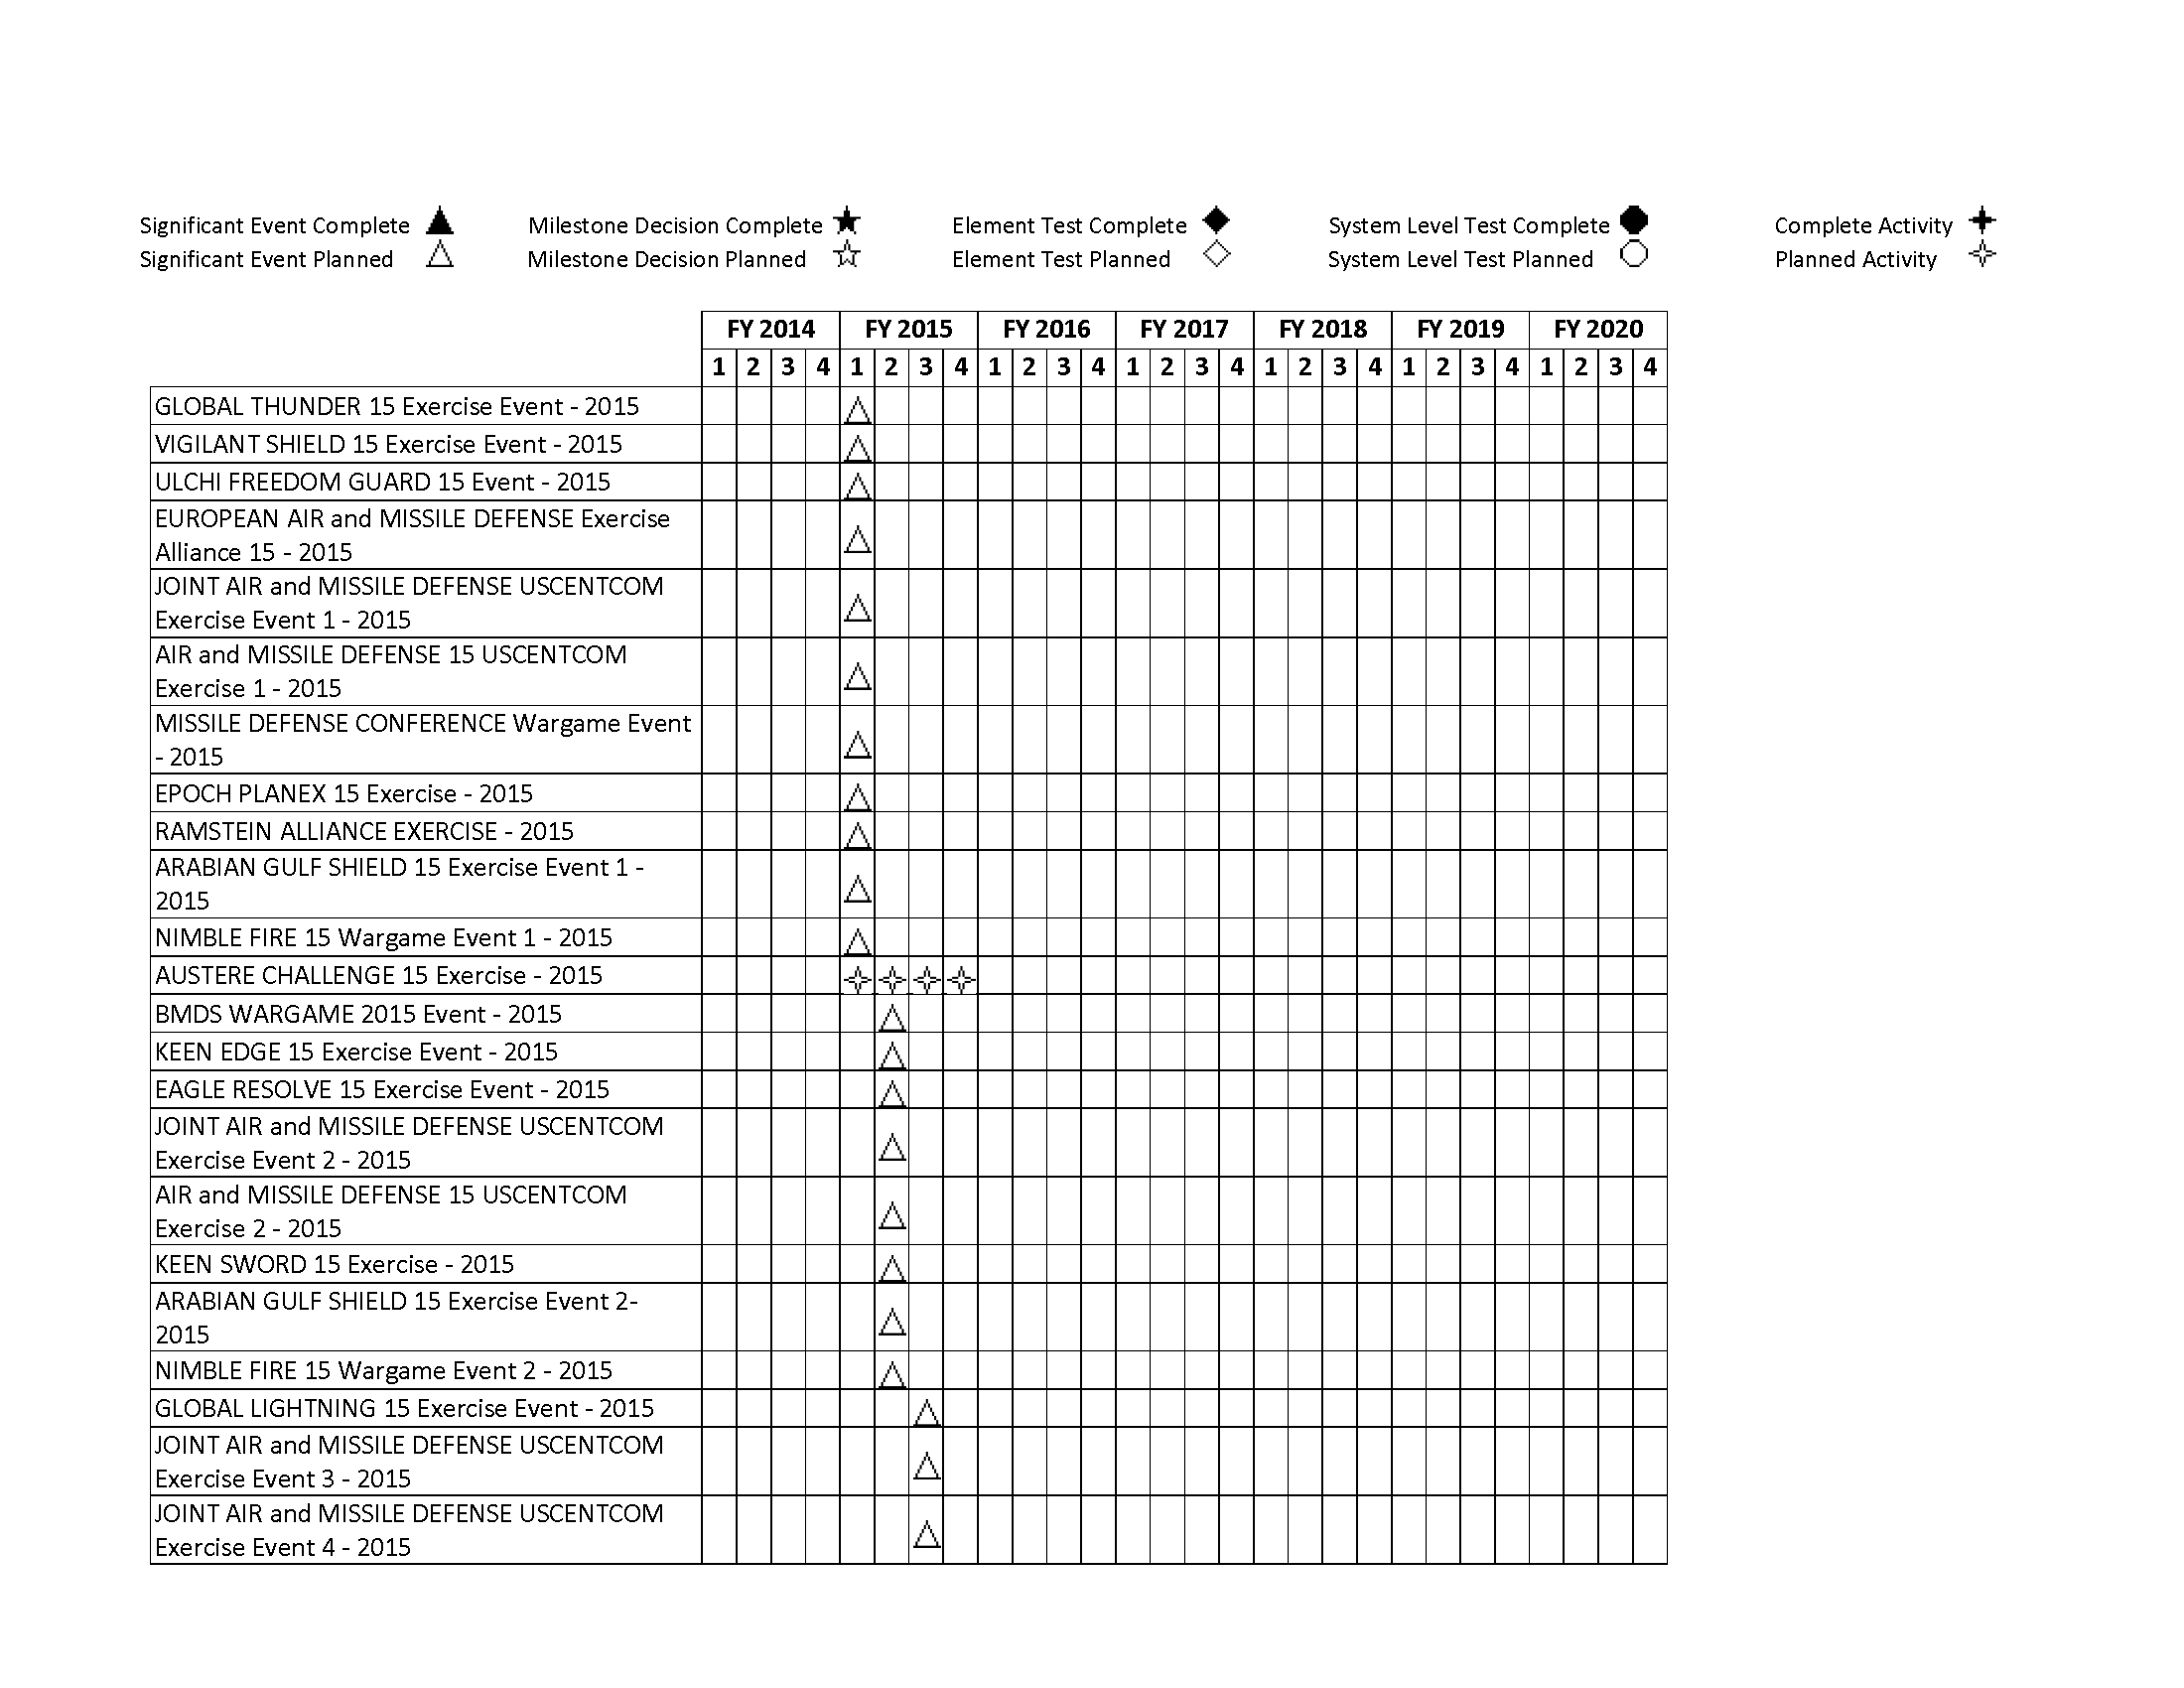 Significant Event Complete Milestone Decision Complete Element Test Complete System Level Test Complete Complete Activity
Significant Event Planned Milestone Decision Planned Element Test Planned System Level Test Planned Planned Activity
FY 2014 FY 2015 FY 2016 FY 2017 FY 2018 FY 2019 FY 2020
1 2 3 4 1 2 3 4 1 2 3 4 1 2 3 4 1 2 3 4 1 2 3 4 1 2 3 4
GLOBAL THUNDER 15 Exercise Event - 2015
VIGILANT SHIELD 15 Exercise Event - 2015
ULCHI FREEDOM GUARD 15 Event - 2015
EUROPEAN AIR and MISSILE DEFENSE Exercise
Alliance 15 - 2015
JOINT AIR and MISSILE DEFENSE USCENTCOM
Exercise Event 1 - 2015
AIR and MISSILE DEFENSE 15 USCENTCOM
Exercise 1 - 2015
MISSILE DEFENSE CONFERENCE Wargame Event
- 2015
EPOCH PLANEX 15 Exercise - 2015
RAMSTEIN ALLIANCE EXERCISE - 2015
ARABIAN GULF SHIELD 15 Exercise Event 1 -
2015
NIMBLE FIRE 15 Wargame Event 1 - 2015
AUSTERE CHALLENGE 15 Exercise - 2015
BMDS WARGAME 2015 Event - 2015
KEEN EDGE 15 Exercise Event - 2015
EAGLE RESOLVE 15 Exercise Event - 2015
JOINT AIR and MISSILE DEFENSE USCENTCOM
Exercise Event 2 - 2015
AIR and MISSILE DEFENSE 15 USCENTCOM
Exercise 2 - 2015
KEEN SWORD 15 Exercise - 2015
ARABIAN GULF SHIELD 15 Exercise Event 2-
2015
NIMBLE FIRE 15 Wargame Event 2 - 2015
GLOBAL LIGHTNING 15 Exercise Event - 2015
JOINT AIR and MISSILE DEFENSE USCENTCOM
Exercise Event 3 - 2015
JOINT AIR and MISSILE DEFENSE USCENTCOM
Exercise Event 4 - 2015